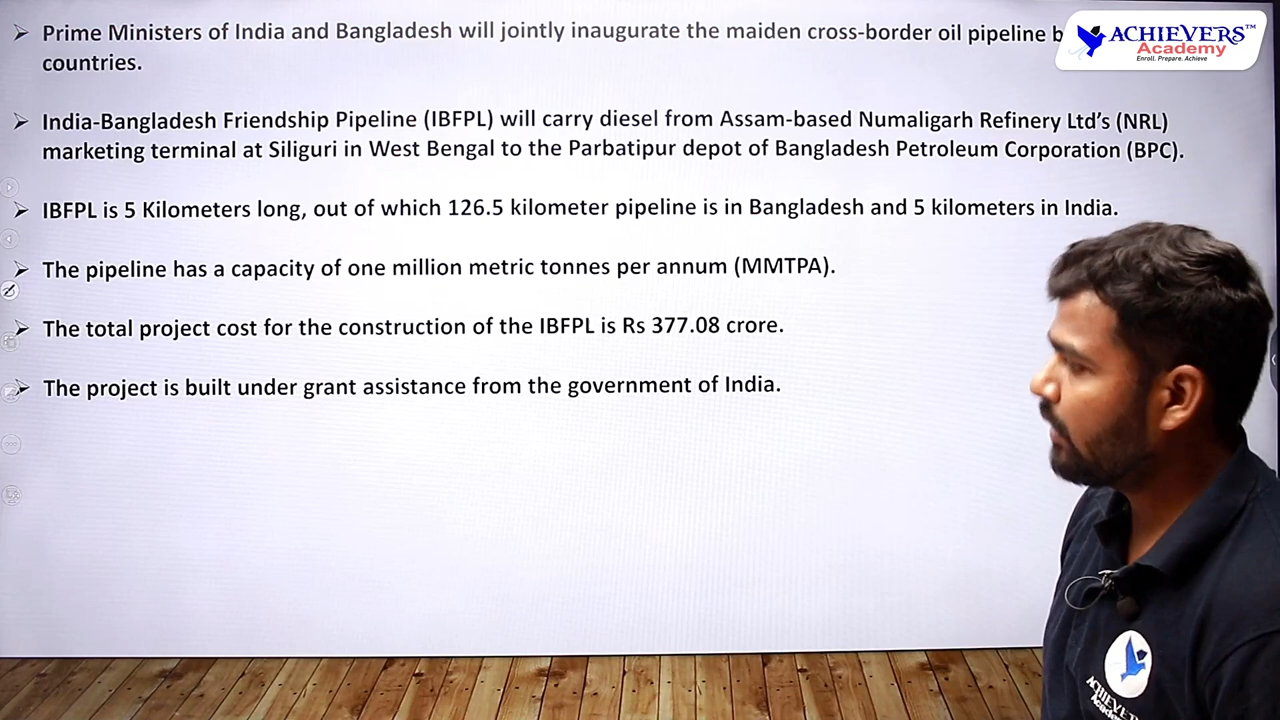 Prime Ministers of India and Bangladesh will jointly inaugurate the maiden cross-border oil pipeline
countries.
India-Bangladesh Friendship Pipeline (IBFPL) will carry diesel from Assam-based Numaligarh Refinery Ltd's (NRL)
marketing terminal at Siliguri in West Bengal to the Parbatipur depot of Bangladesh Petroleum Corporation (BPC).
IBFPL is 5 Kilometers long, out of which 126.5 kilometer pipeline is in Bangladesh and 5 kilometers in India.
The pipeline has a capacity of one million metric tonnes per annum (MMTPA).
The total project cost for the construction of the IBFPL is Rs 377.08 crore.
The project is built under grant assistance from the government of India.
ACHIEVERS™
Academy
Enroll. Prepare. Achieve
ACHIEVERS